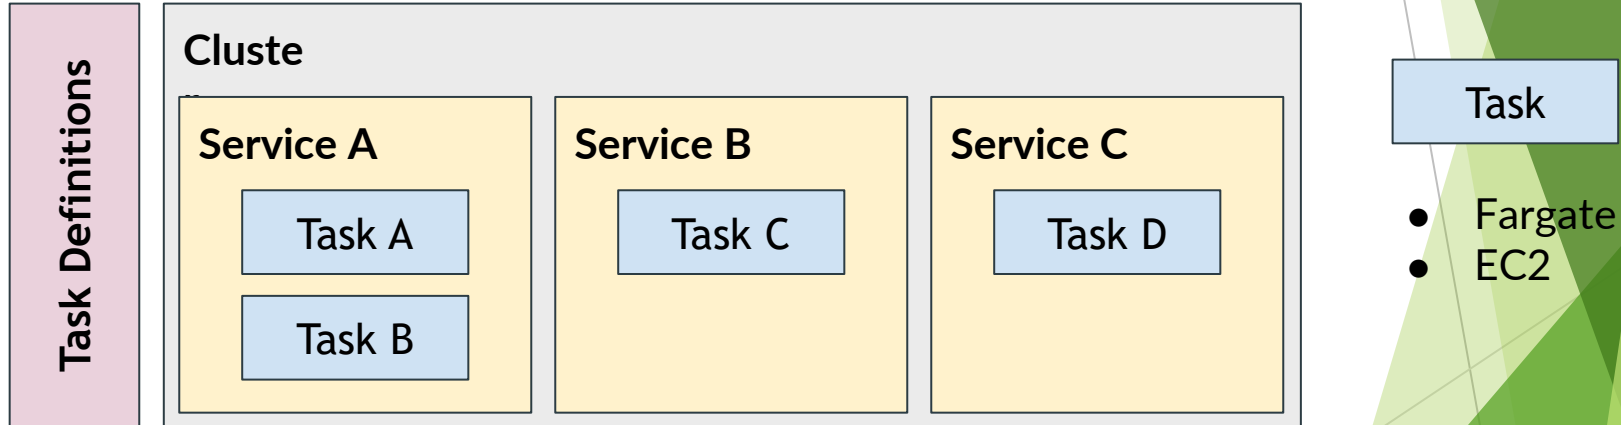 Task Definitions
Cluste
Service A
Task A
Task B
Service B
Task C
Service C
Task D
Task
● Fargate
● EC2